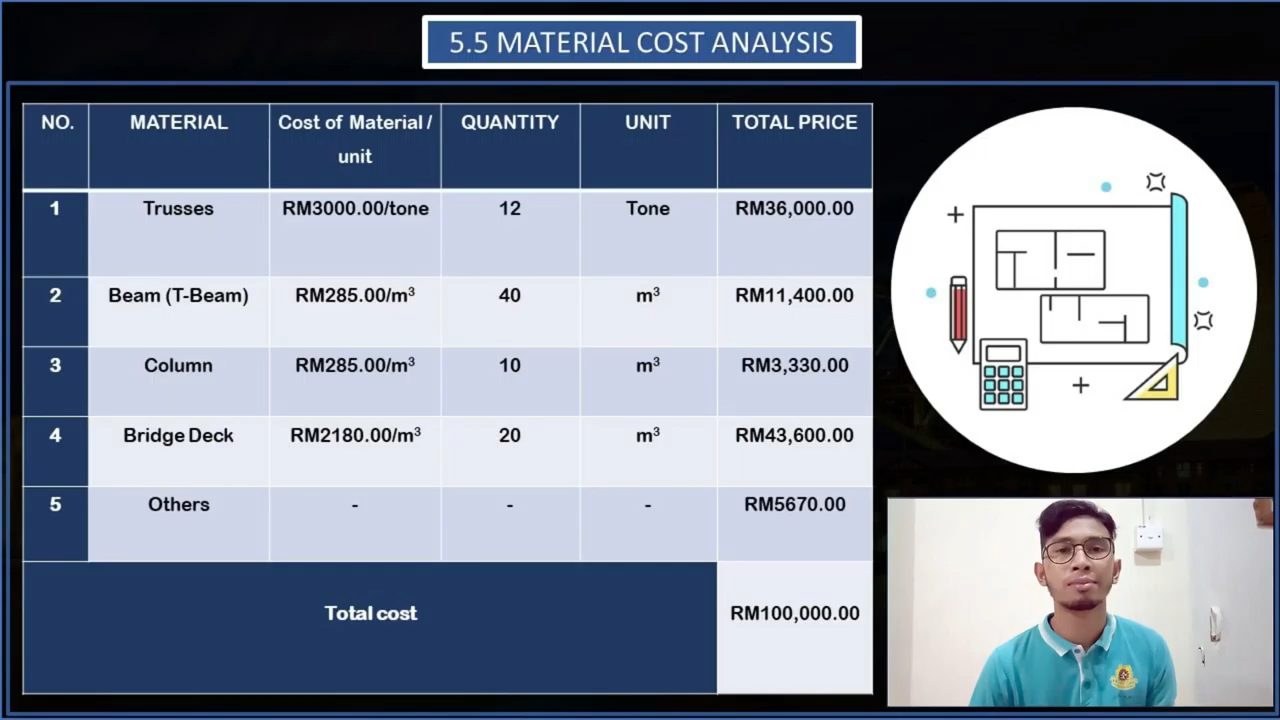 5.5 MATERIAL COST ANALYSIS
NO. MATERIAL Cost of Material / unit QUANTITY UNIT TOTAL PRICE
1 Trusses RM3000.00/tone 12 Tone RM36,000.00
2 Beam (T-Beam) RM285.00/m³ 40 m³ RM11,400.00
3 Column RM285.00/m³ 10 m³ RM3,330.00
4 Bridge Deck RM2180.00/m³ 20 m³ RM43,600.00
5 Others - - - RM5670.00
Total cost RM100,000.00